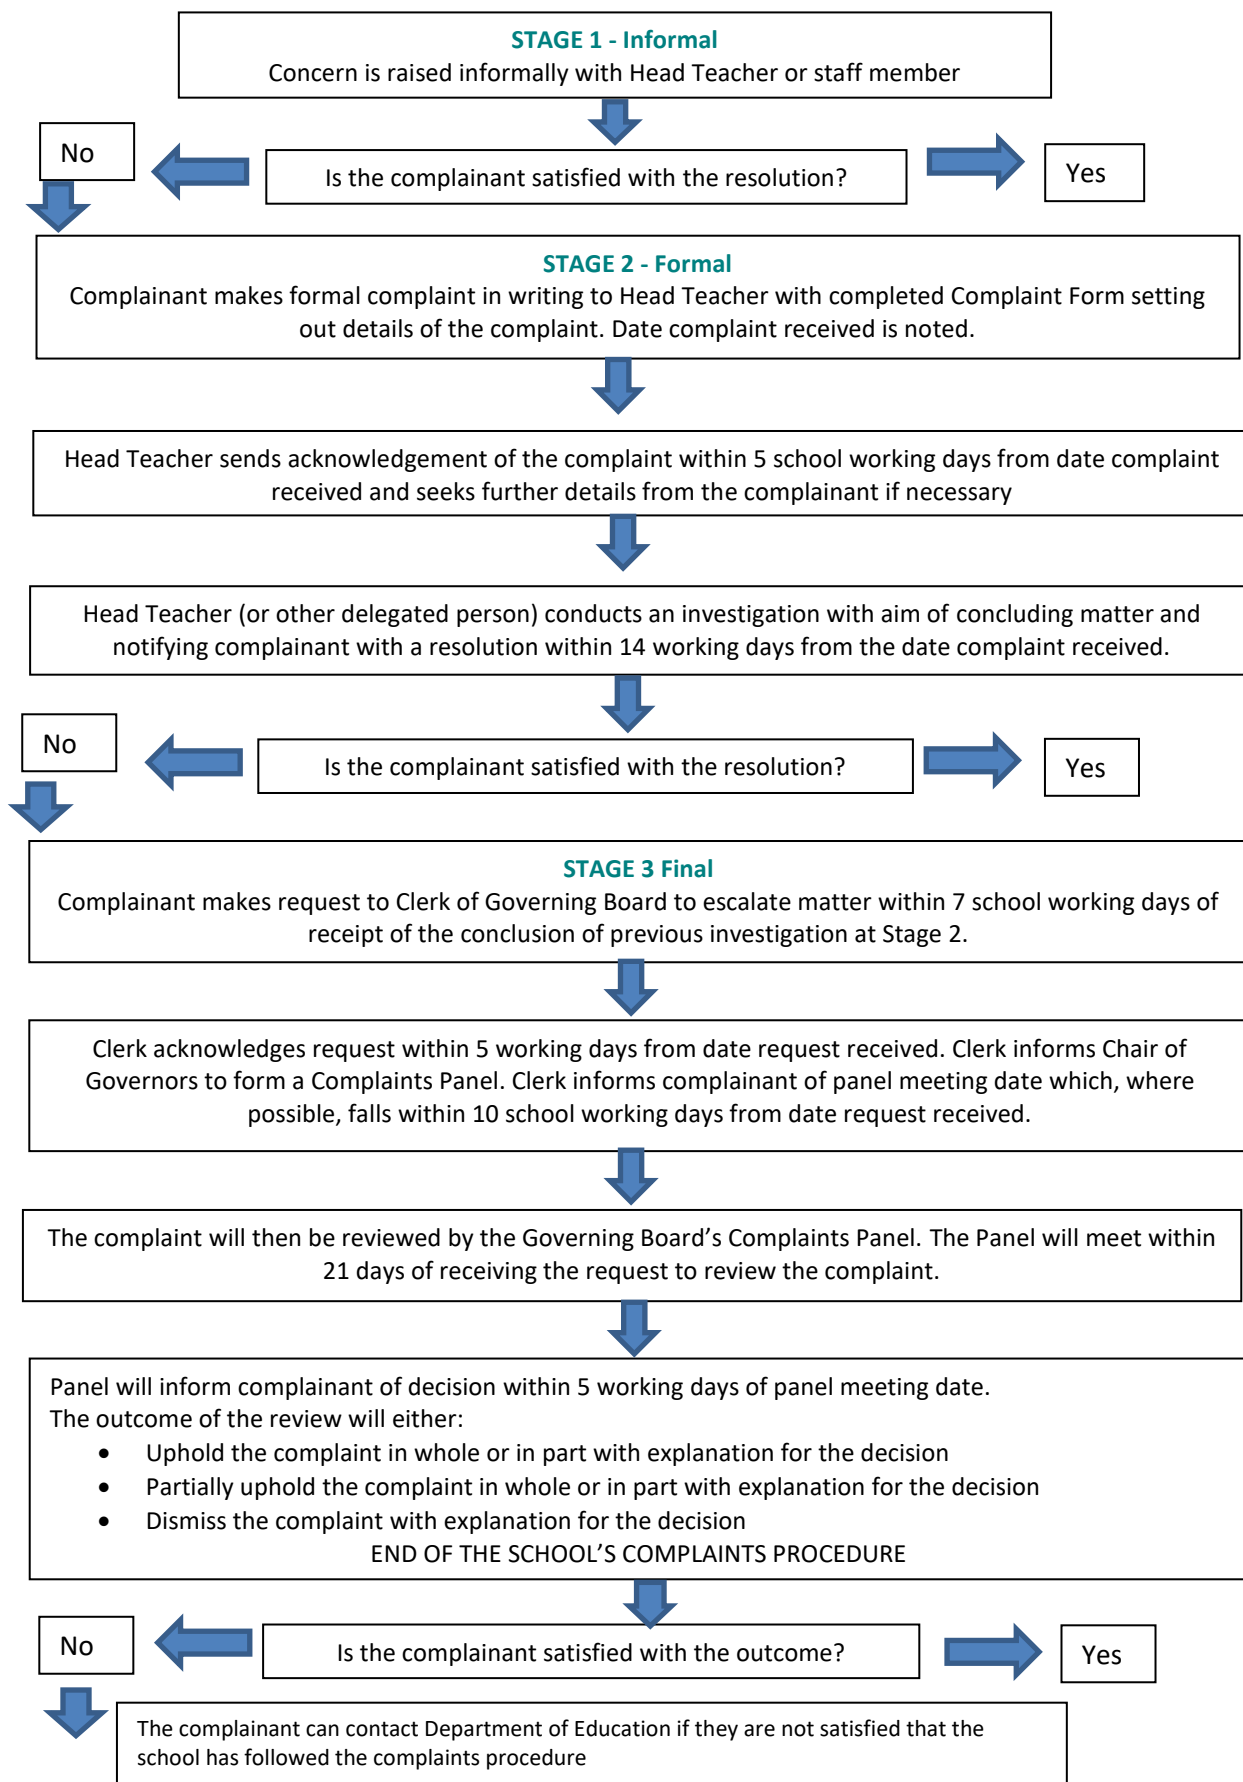 STAGE 1 - Informal
Concern is raised informally with Head Teacher or staff member
No
Is the complainant satisfied with the resolution?
Yes
STAGE 2 - Formal
Complainant makes formal complaint in writing to Head Teacher with completed Complaint Form setting
out details of the complaint. Date complaint received is noted.
Head Teacher sends acknowledgement of the complaint within 5 school working days from date complaint
received and seeks further details from the complainant if necessary
Head Teacher (or other delegated person) conducts an investigation with aim of concluding matter and
notifying complainant with a resolution within 14 working days from the date complaint received.
No
Is the complainant satisfied with the resolution?
Yes
STAGE 3 Final
Complainant makes request to Clerk of Governing Board to escalate matter within 7 school working days of
receipt of the conclusion of previous investigation at Stage 2.
Clerk acknowledges request within 5 working days from date request received. Clerk informs Chair of
Governors to form a Complaints Panel. Clerk informs complainant of panel meeting date which, where
possible, falls within 10 school working days from date request received.
The complaint will then be reviewed by the Governing Board’s Complaints Panel. The Panel will meet within
21 days of receiving the request to review the complaint.
Panel will inform complainant of decision within 5 working days of panel meeting date.
The outcome of the review will either:
• Uphold the complaint in whole or in part with explanation for the decision
• Partially uphold the complaint in whole or in part with explanation for the decision
• Dismiss the complaint with explanation for the decision
END OF THE SCHOOL’S COMPLAINTS PROCEDURE
No
Is the complainant satisfied with the outcome?
Yes
The complainant can contact Department of Education if they are not satisfied that the
school has followed the complaints procedure